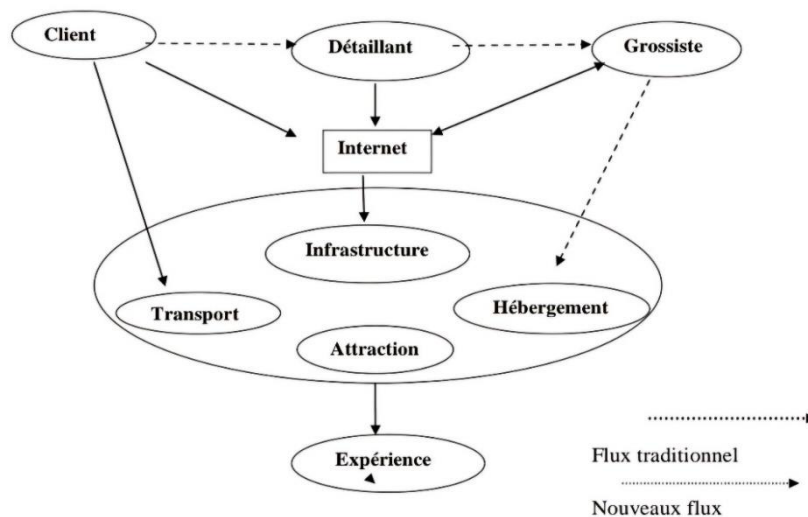 Client
Détaillant
Grossiste
Internet
Infrastructure
Transport
Hébergement
Attraction
Expérience
Flux traditionnel
Nouveaux flux